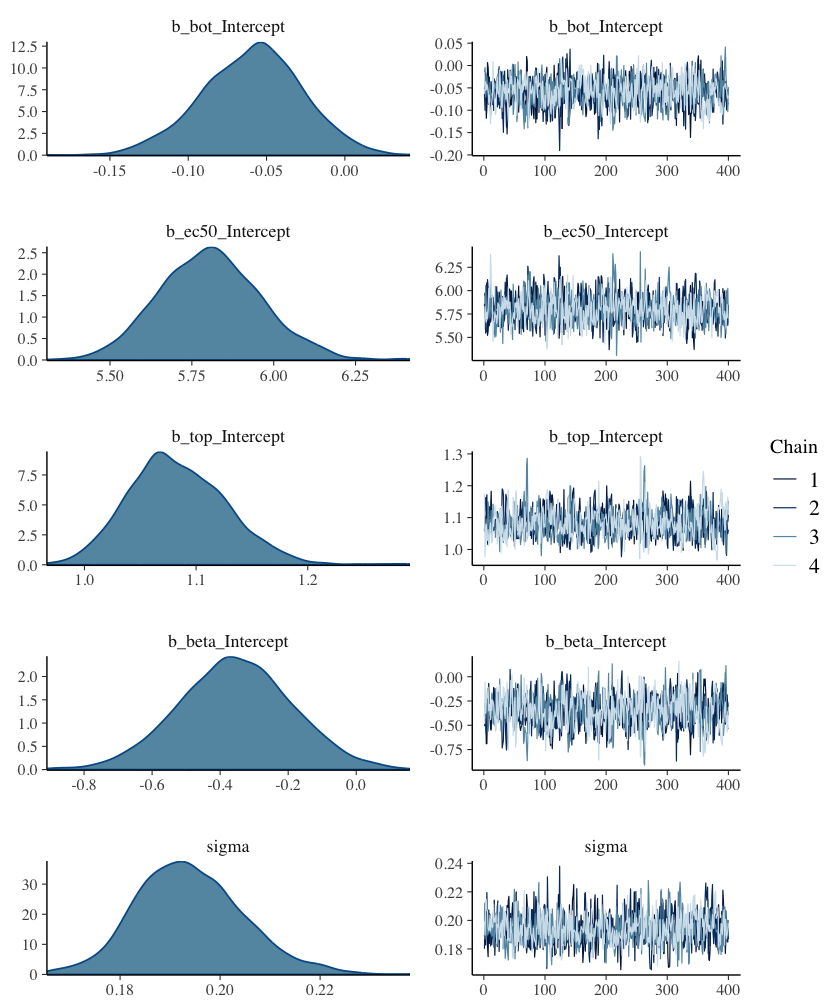 b_bot_Intercept
12.5
10.0
7.5
5.0
2.5
0.0
-0.15 -0.10 -0.05 0.00
b_bot_Intercept
0.05
0.00
-0.05
-0.10
-0.15
-0.20
0 100 200 300 400
b_ec50_Intercept
2.5
2.0
1.5
1.0
0.5
0.0
5.50 5.75 6.00 6.25
b_ec50_Intercept
6.25
6.00
5.75
5.50
0 100 200 300 400
b_top_Intercept
7.5
5.0
2.5
0.0
1.0 1.1 1.2
b_top_Intercept
1.3
1.2
1.1
1.0
0 100 200 300 400
b_beta_Intercept
2.0
1.5
1.0
0.5
0.0
-0.8 -0.6 -0.4 -0.2 0.0
b_beta_Intercept
0.00
-0.25
-0.50
-0.75
0 100 200 300 400
sigma
30
20
10
0
0.18 0.20 0.22
sigma
0.24
0.22
0.20
0.18
0 100 200 300 400
Chain
1
2
3
4